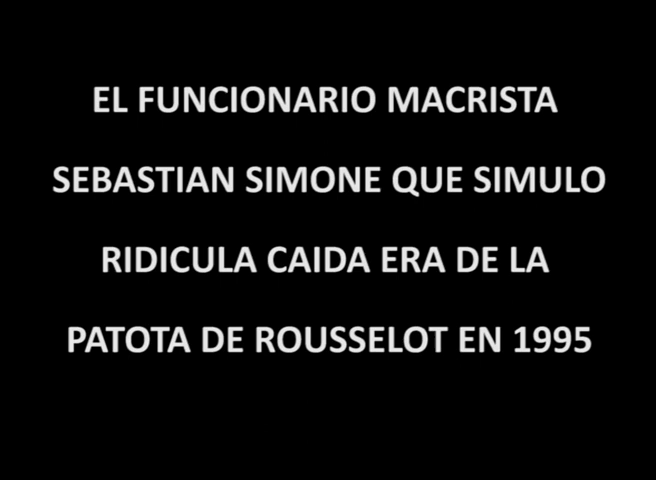 EL FUNCIONARIO MACRISTA
SEBASTIAN SIMONE QUE SIMULO
RIDICULA CAIDA ERA DE LA
PATOTA DE ROUSSELOT EN 1995